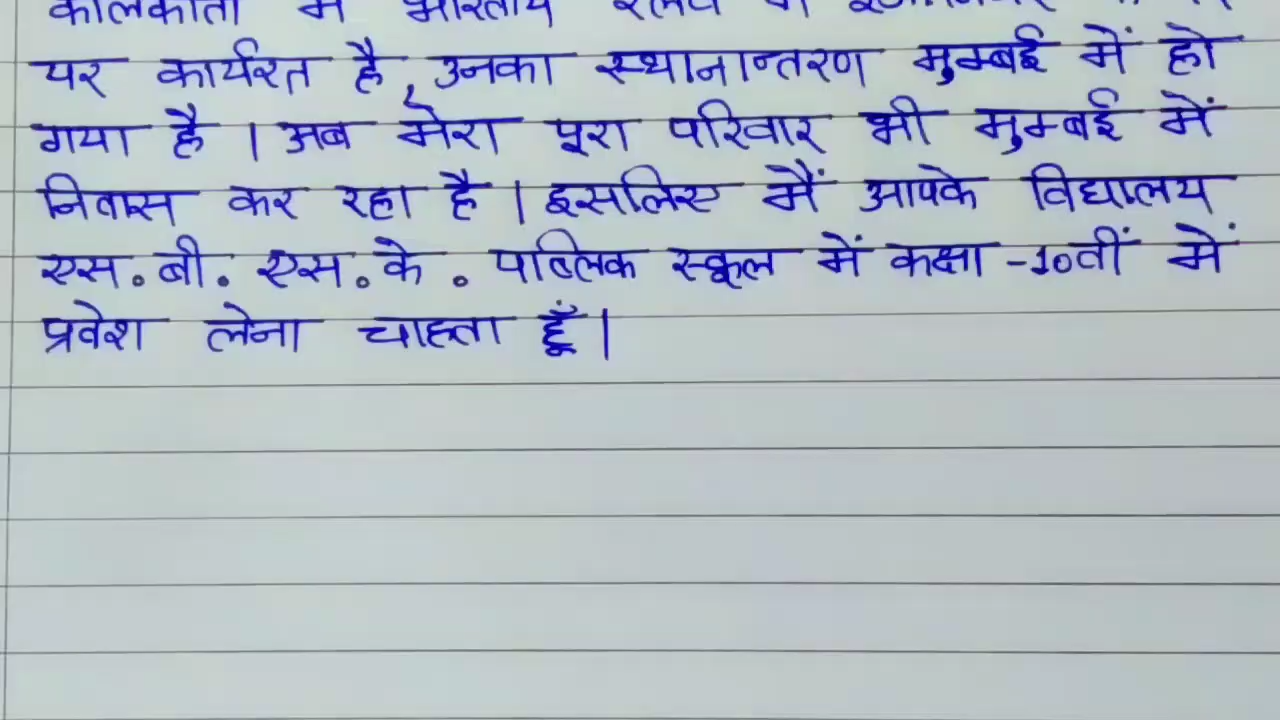 कोलकाता में भारतीय रेलवे में
पर कार्यरत है, उनका स्थानान्तरण मुम्बई में हो
गया है। अब मेरा पूरा परिवार भी मुम्बई में
निवास कर रहा है। इसलिए मैं आपके विद्यालय
एस. बी. एस. के. पब्लिक स्कूल में कक्षा -10वीं में
प्रवेश लेना चाहता हूँ।